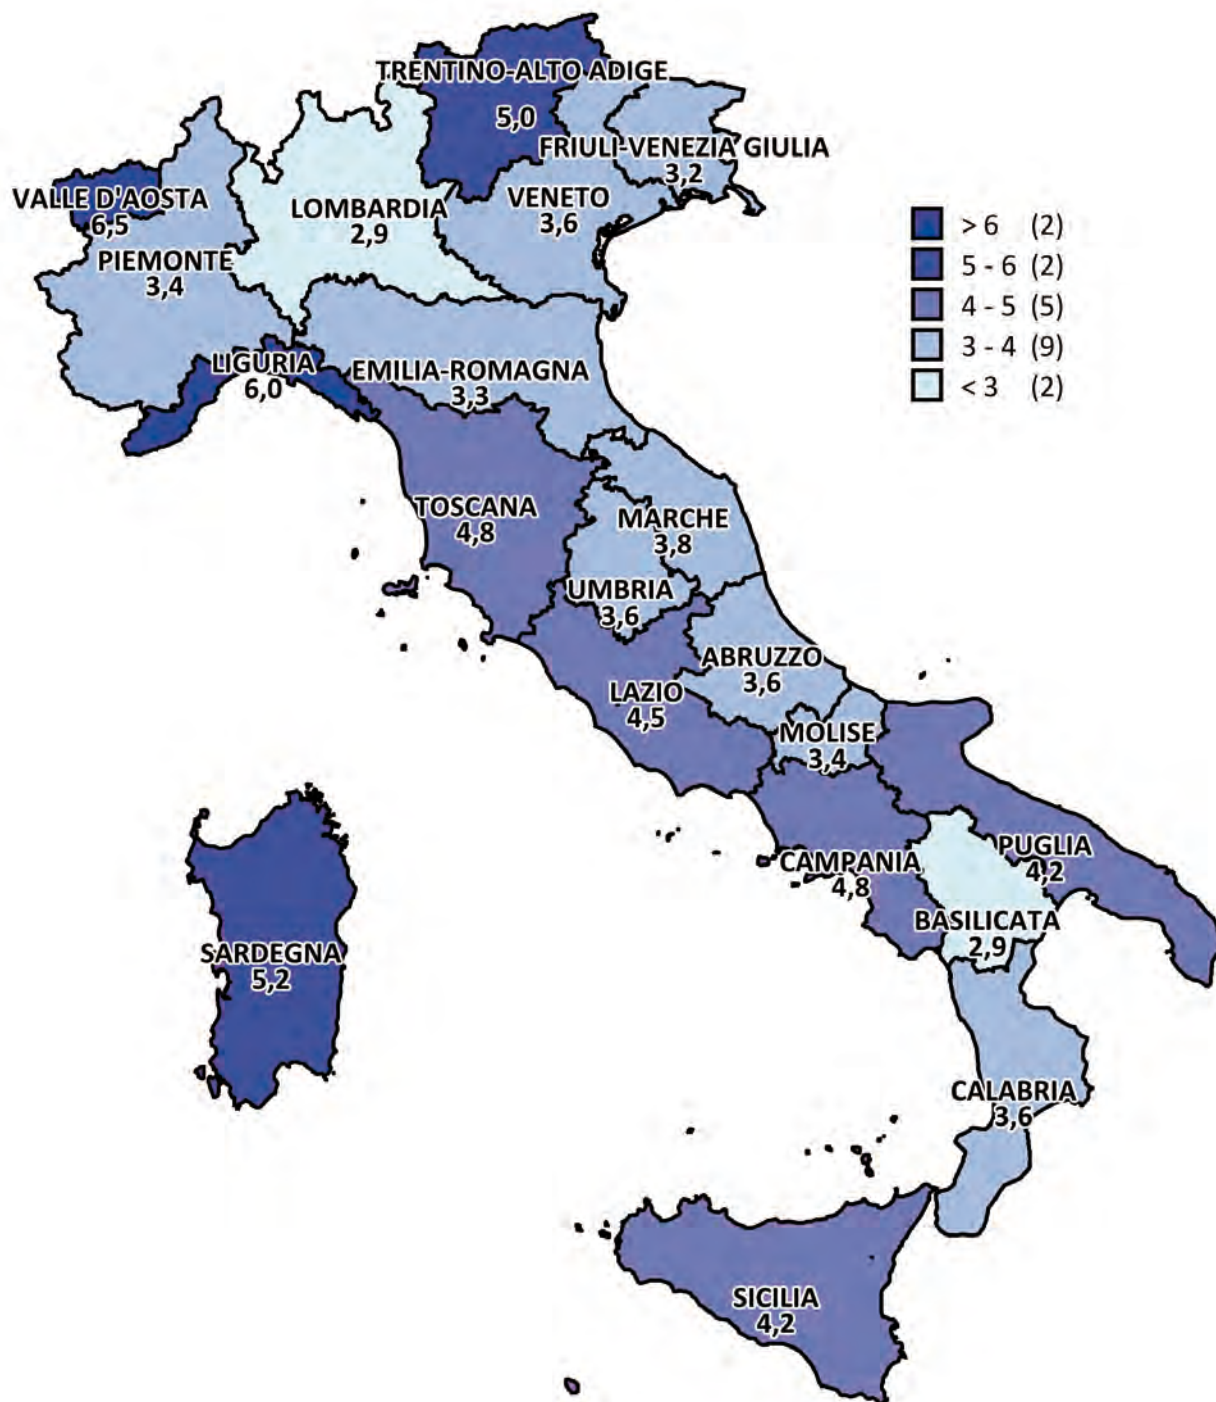 TRENTINO-ALTO ADIGE
5,0
FRIULI-VENEZIA GIULIA
3,2
VALLE D'AOSTA
6,5
LOMBARDIA
2,9
VENETO
3,6
PIEMONTE
3,4
> 6 (2)
5 - 6 (2)
4 - 5 (5)
3 - 4 (9)
< 3 (2)
LIGURIA
6,0
EMILIA-ROMAGNA
3,3
TOSCANA
4,8
MARCHE
3,8
UMBRIA
3,6
ABRUZZO
3,6
LAZIO
4,5
MOLISE
3,4
CAMPANIA
4,8
PUGLIA
4,2
BASILICATA
2,9
SARDEGNA
5,2
CALABRIA
3,6
SICILIA
4,2